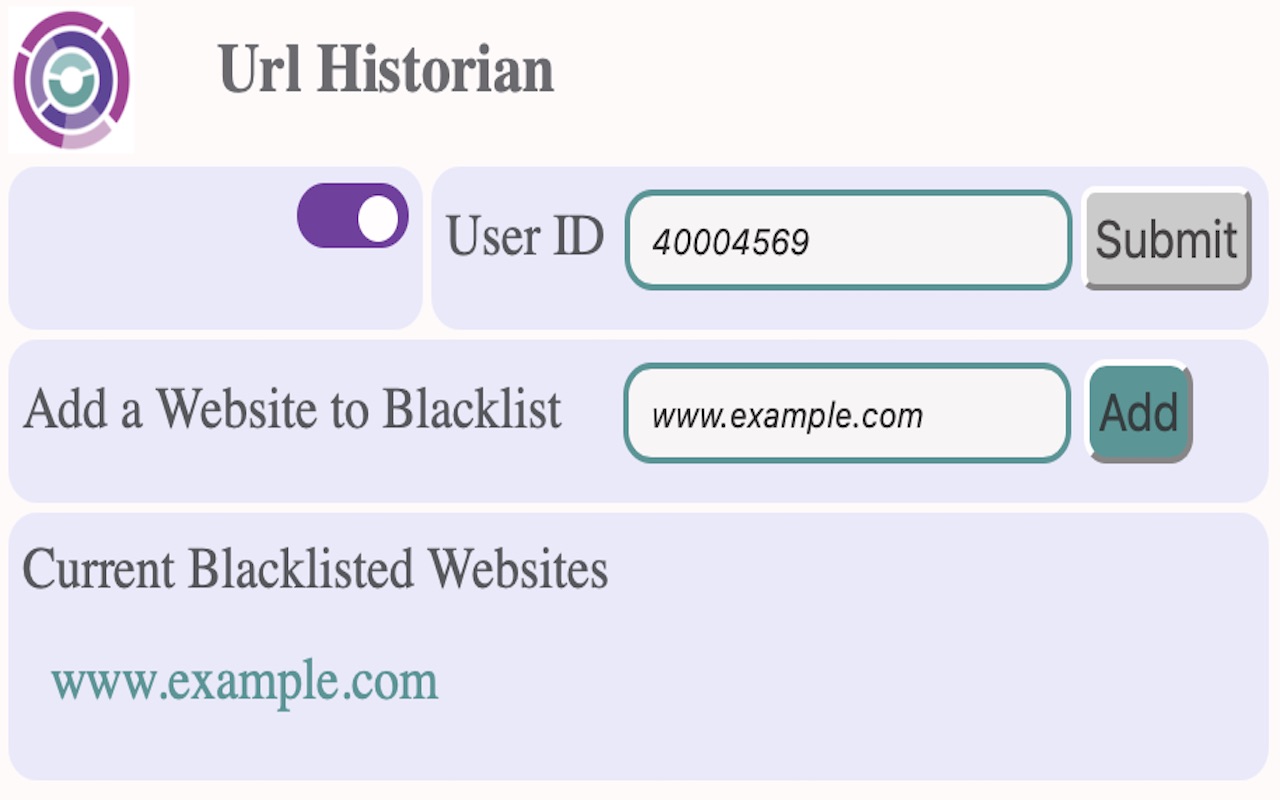 Url Historian
User ID 40004569 Submit
Add a Website to Blacklist www.example.com Add
Current Blacklisted Websites
www.example.com